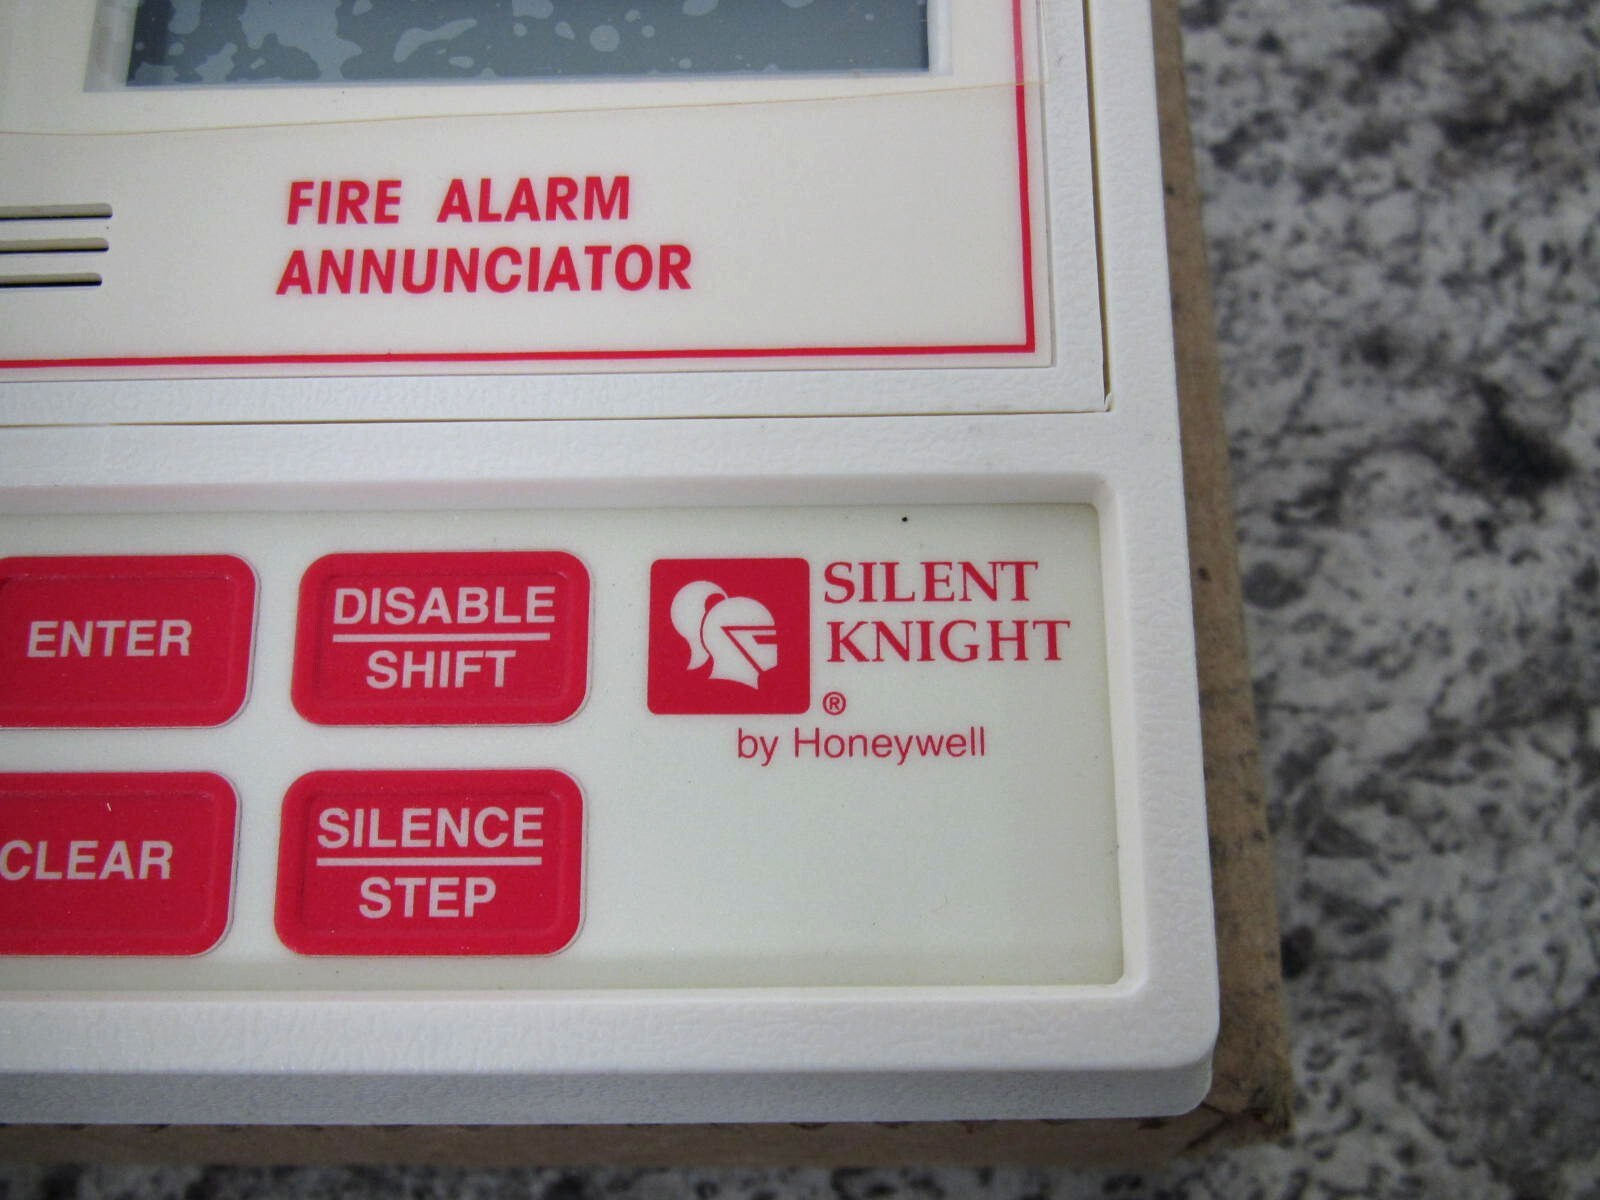 FIRE ALARM
ANNUNCIATOR
ENTER
DISABLE
SHIFT
SILENT
KNIGHT
®
by Honeywell
CLEAR
SILENCE
STEP